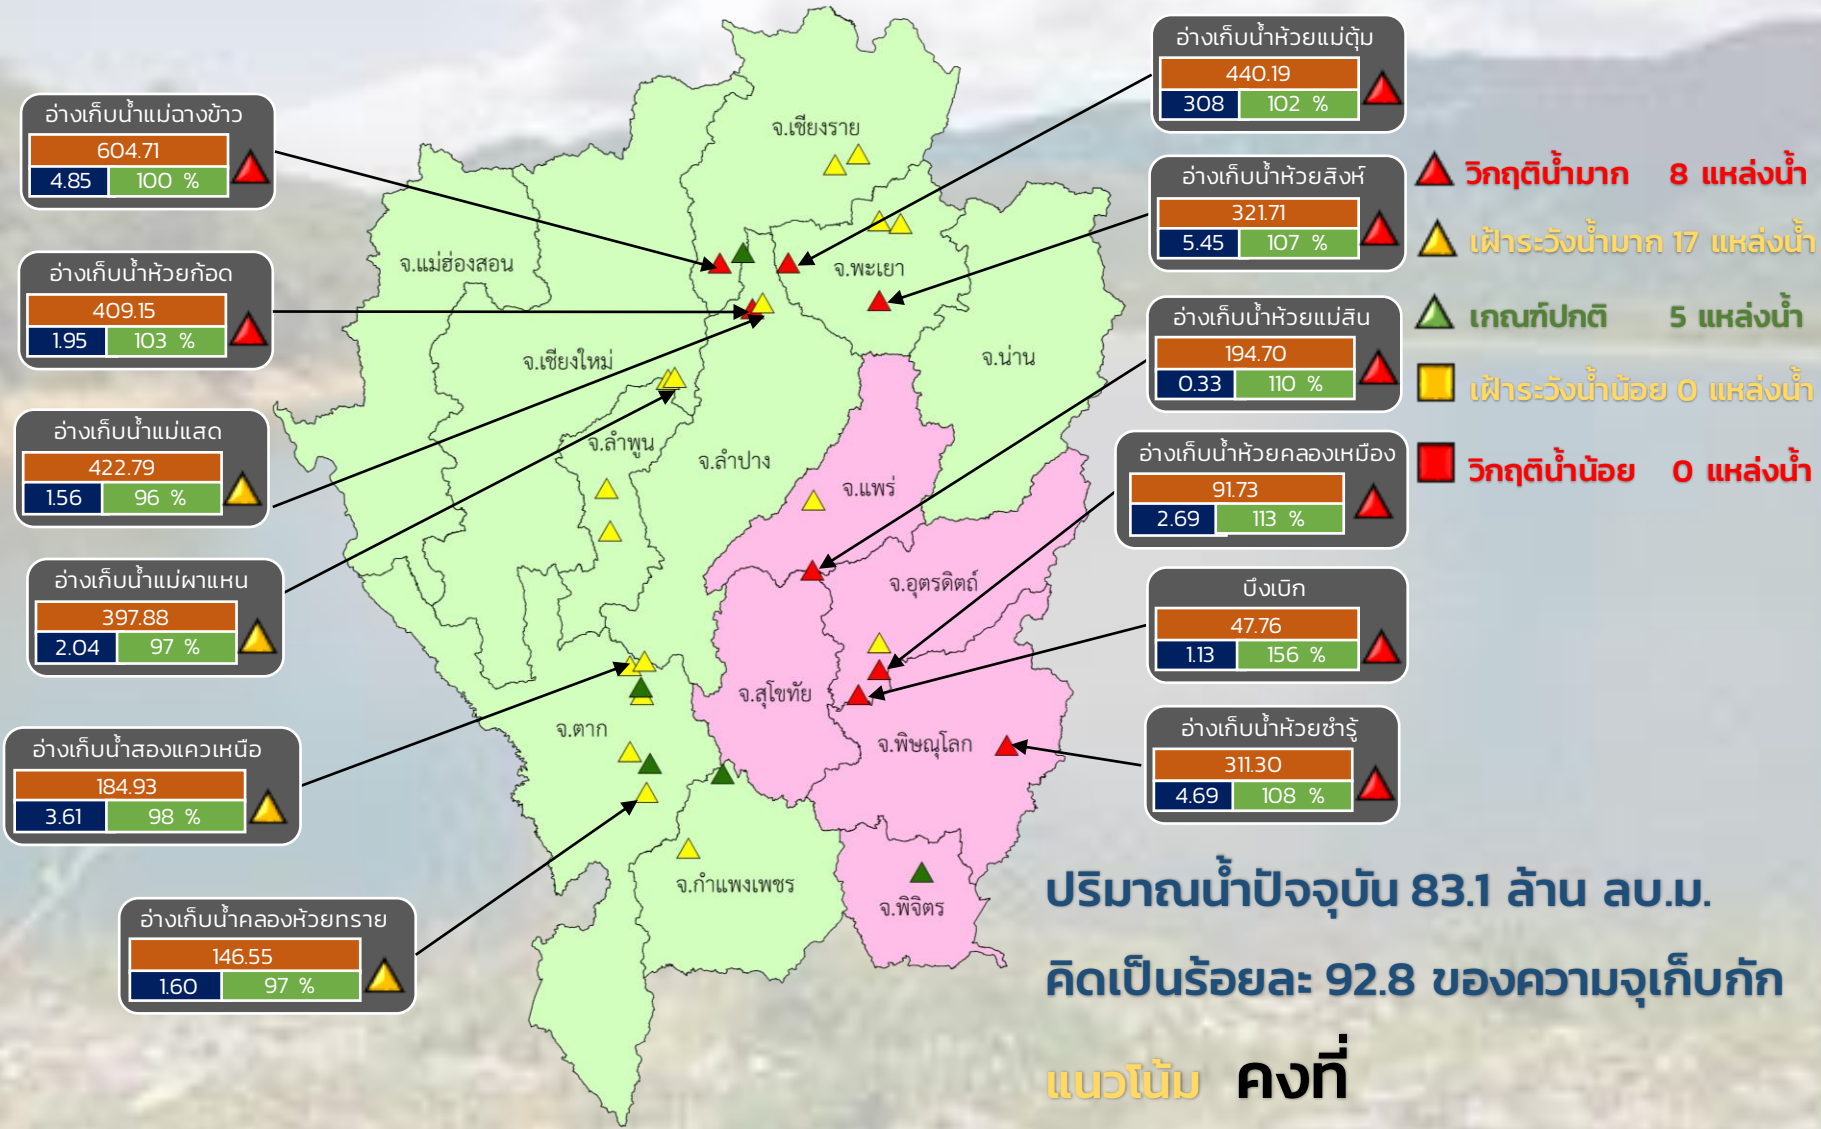 อ่างเก็บน้ำแม่ฉางข้าว
604.71
4.85 100 %
อ่างเก็บน้ำห้วยก้อด
409.15
1.95 103 %
อ่างเก็บน้ำแม่แสด
422.79
1.56 96 %
อ่างเก็บน้ำแม่ผาแหน
397.88
2.04 97 %
อ่างเก็บน้ำสองแควเหนือ
184.93
3.61 98 %
อ่างเก็บน้ำคลองห้วยทราย
146.55
1.60 97 %
จ.เชียงราย
จ.แม่ฮ่องสอน
จ.พะเยา
จ.เชียงใหม่
จ.น่าน
จ.ลำพูน
จ.ลำปาง
จ.แพร่
จ.อุตรดิตถ์
จ.สุโขทัย
จ.ตาก
จ.พิษณุโลก
จ.กำแพงเพชร
จ.พิจิตร
อ่างเก็บน้ำห้วยแม่ตุ้ม
440.19
308 102 %
อ่างเก็บน้ำห้วยสิงห์
321.71
5.45 107 %
อ่างเก็บน้ำห้วยแม่สิน
194.70
0.33 110 %
อ่างเก็บน้ำห้วยคลองเหมือง
91.73
2.69 113 %
บึงเบิก
47.76
1.13 156 %
อ่างเก็บน้ำห้วยซำรู้
311.30
4.69 108 %
วิกฤติน้ำมาก 8 แหล่งน้ำ
เฝ้าระวังน้ำมาก 17 แหล่งน้ำ
เกณฑ์ปกติ 5 แหล่งน้ำ
เฝ้าระวังน้ำน้อย 0 แหล่งน้ำ
วิกฤติน้ำน้อย 0 แหล่งน้ำ
ปริมาณน้ำปัจจุบัน 83.1 ล้าน ลบ.ม.
คิดเป็นร้อยละ 92.8 ของความจุเก็บกัก
แนวโน้ม คงที่